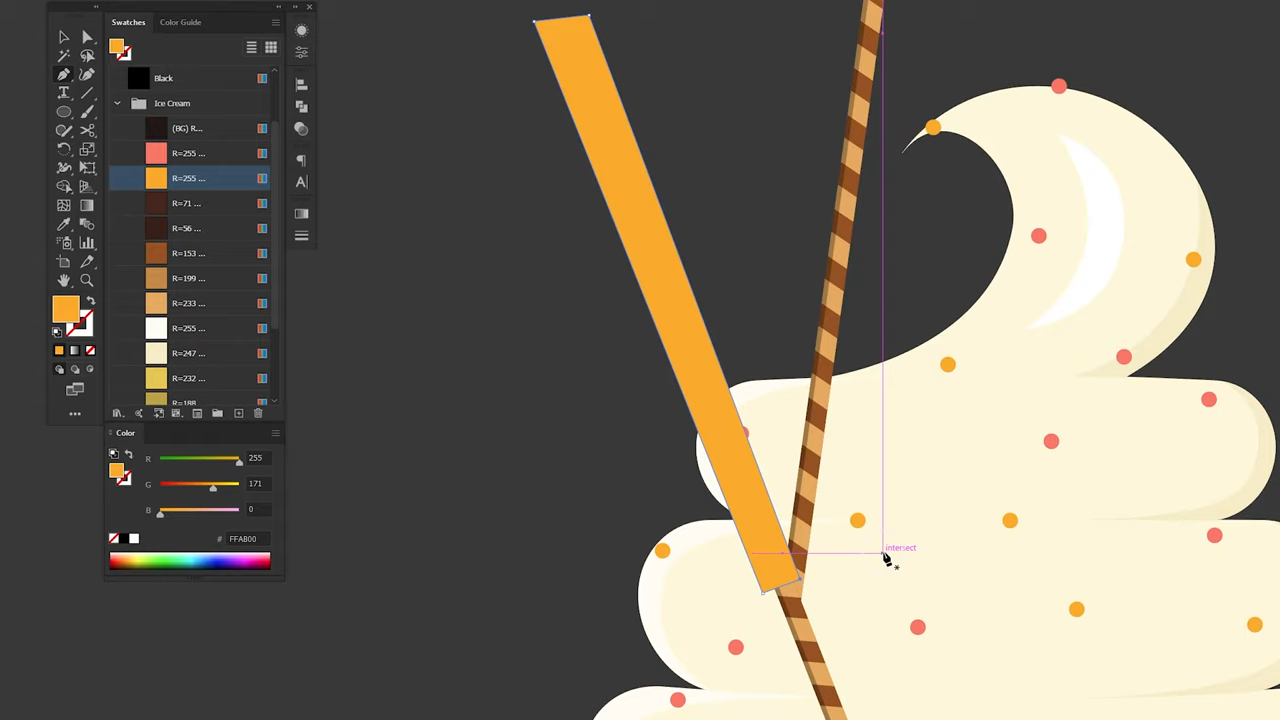 Swatches Color Guide
Black
Ice Cream
(BG) R...
R=255 ...
R=255 ...
R=71 ...
R=56 ...
R=153 ...
R=199 ...
R=233 ...
R=255 ...
R=247 ...
R=232 ...
R=188
Color
R 255
G 171
B 0
# FFAB00
intersect